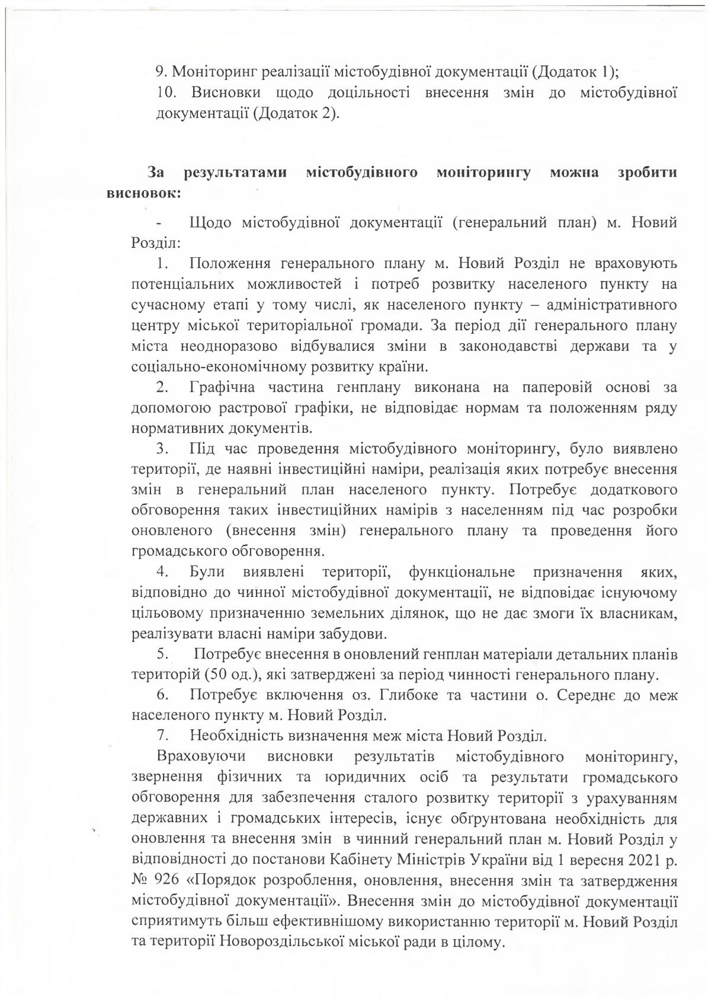 9. Моніторинг реалізації містобудівної документації (Додаток 1);
10. Висновки щодо доцільності внесення змін до містобудівної
документації (Додаток 2).
За результатами містобудівного моніторингу можна зробити
висновок:
- Щодо містобудівної документації (генеральний план) м. Новий
Розділ:
1. Положення генерального плану м. Новий Розділ не враховують
потенціальних можливостей і потреб розвитку населеного пункту на
сучасному етапі у тому числі, як населеного пункту – адміністративного
центру міської територіальної громади. За період дії генерального плану
міста неодноразово відбувалися зміни в законодавстві держави та у
соціально-економічному розвитку країни.
2. Графічна частина генплану виконана на паперовій основі за
допомогою растрової графіки, не відповідає нормам та положенням ряду
нормативних документів.
3. Під час проведення містобудівного моніторингу, було виявлено
території, де наявні інвестиційні наміри, реалізація яких потребує внесення
змін в генеральний план населеного пункту. Потребує додаткового
обговорення таких інвестиційних намірів з населенням під час розробки
оновленого (внесення змін) генерального плану та проведення його
громадського обговорення.
4. Були виявлені території, функціональне призначення яких,
відповідно до чинної містобудівної документації, не відповідає існуючому
цільовому призначенню земельних ділянок, що не дає змоги їх власникам,
реалізувати власні наміри забудови.
5. Потребує внесення в оновлений генплан матеріали детальних планів
територій (50 од.), які затверджені за період чинності генерального плану.
6. Потребує включення оз. Глибоке та частини о. Середнє до меж
населеного пункту м. Новий Розділ.
7. Необхідність визначення меж міста Новий Розділ.
Враховуючи висновки результатів містобудівного моніторингу,
звернення фізичних та юридичних осіб та результати громадського
обговорення для забезпечення сталого розвитку території з урахуванням
державних і громадських інтересів, існує обґрунтована необхідність для
оновлення та внесення змін в чинний генеральний план м. Новий Розділ у
відповідності до постанови Кабінету Міністрів України від 1 вересня 2021 р.
№ 926 «Порядок розроблення, оновлення, внесення змін та затвердження
містобудівної документації». Внесення змін до містобудівної документації
сприятимуть більш ефективнішому використанню території м. Новий Розділ
та території Новороздільської міської ради в цілому.